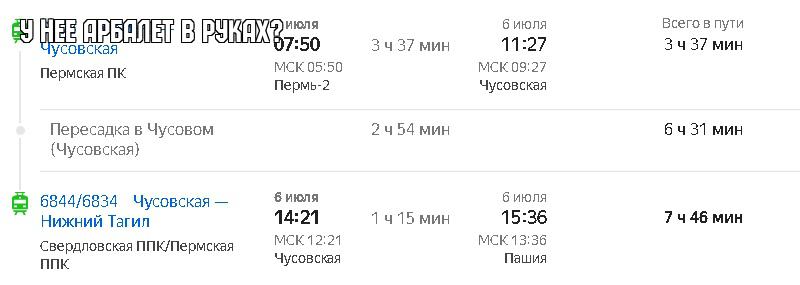 У НЕЕ АРБАЛЕТ В РУКАХ?
6 июля 6 июля Всего в пути
Чусовская 07:50 3 ч 37 мин 11:27 3 ч 37 мин
Пермская ПК МСК 05:50 МСК 09:27
Пермь-2 Чусовская
Пересадка в Чусовом 2 ч 54 мин 6 ч 31 мин
(Чусовская)
6844/6834 Чусовская — 6 июля 6 июля
Нижний Тагил 14:21 1 ч 15 мин 15:36 7 ч 46 мин
Свердловская ППК/Пермская МСК 12:21 МСК 13:36
ППК Чусовская Пашия